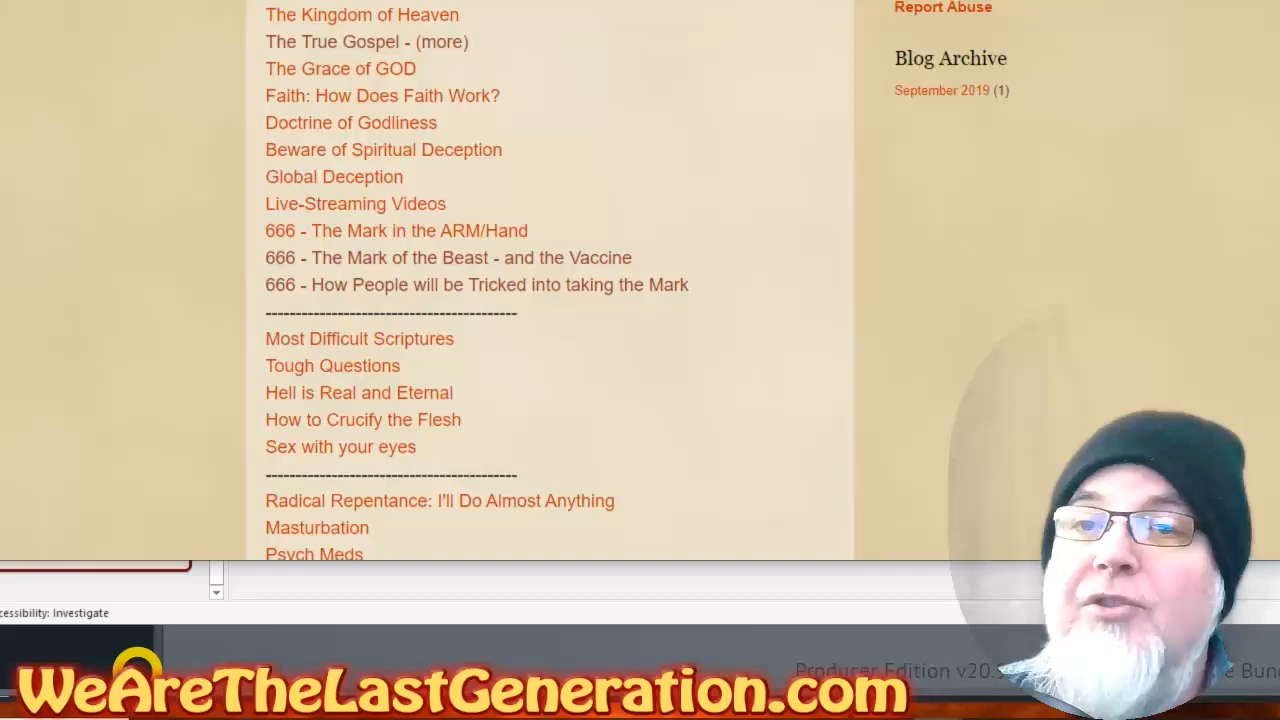 The Kingdom of Heaven
The True Gospel - (more)
The Grace of GOD
Faith: How Does Faith Work?
Doctrine of Godliness
Beware of Spiritual Deception
Global Deception
Live-Streaming Videos
666 - The Mark in the ARM/Hand
666 - The Mark of the Beast - and the Vaccine
666 - How People will be Tricked into taking the Mark
------------------------------------------
Most Difficult Scriptures
Tough Questions
Hell is Real and Eternal
How to Crucify the Flesh
Sex with your eyes
------------------------------------------
Radical Repentance: I'll Do Almost Anything
Masturbation
Psych Meds
Report Abuse
Blog Archive
September 2019 (1)
cessibility: Investigate
Producer Edition v20.
WeAreTheLastGeneration.com